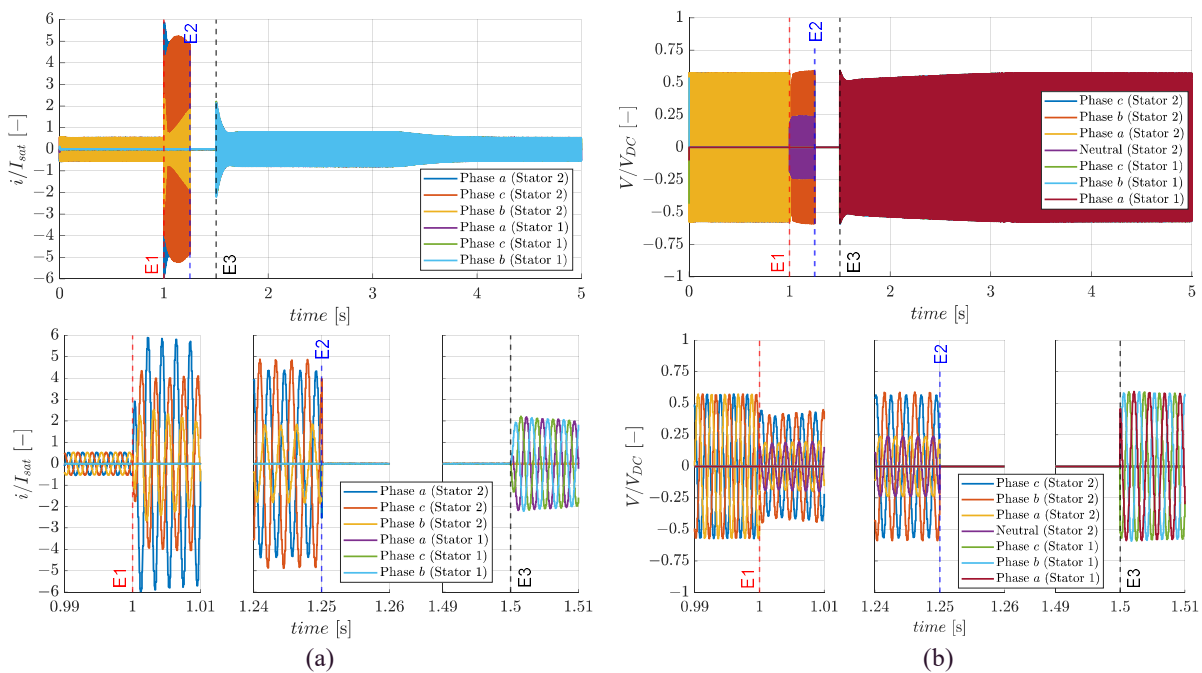 6
5
4
3
2
1
0
-1
-2
-3
-4
-5
-6
i/I_sat [−]
E1
E2
E3
Phase a (Stator 2)
Phase c (Stator 2)
Phase b (Stator 2)
Phase a (Stator 1)
Phase c (Stator 1)
Phase b (Stator 1)
0 1 2 3 4 5
time [s]
1
0.75
0.5
0.25
0
-0.25
-0.5
-0.75
-1
V/V_DC [−]
E1
E2
E3
Phase c (Stator 2)
Phase b (Stator 2)
Phase a (Stator 2)
Neutral (Stator 2)
Phase c (Stator 1)
Phase b (Stator 1)
Phase a (Stator 1)
0 1 2 3 4 5
time [s]
6
5
4
3
2
1
0
-1
-2
-3
-4
-5
-6
i/I_sat [−]
E1
E2
E3
Phase a (Stator 2)
Phase c (Stator 2)
Phase b (Stator 2)
Phase a (Stator 1)
Phase c (Stator 1)
Phase b (Stator 1)
0.99 1 1.01 1.24 1.25 1.26 1.49 1.5 1.51
time [s]
(a)
1
0.75
0.5
0.25
0
-0.25
-0.5
-0.75
-1
V/V_DC [−]
E1
E2
E3
Phase c (Stator 2)
Phase b (Stator 2)
Phase a (Stator 2)
Neutral (Stator 2)
Phase c (Stator 1)
Phase b (Stator 1)
Phase a (Stator 1)
0.99 1 1.01 1.24 1.25 1.26 1.49 1.5 1.51
time [s]
(b)